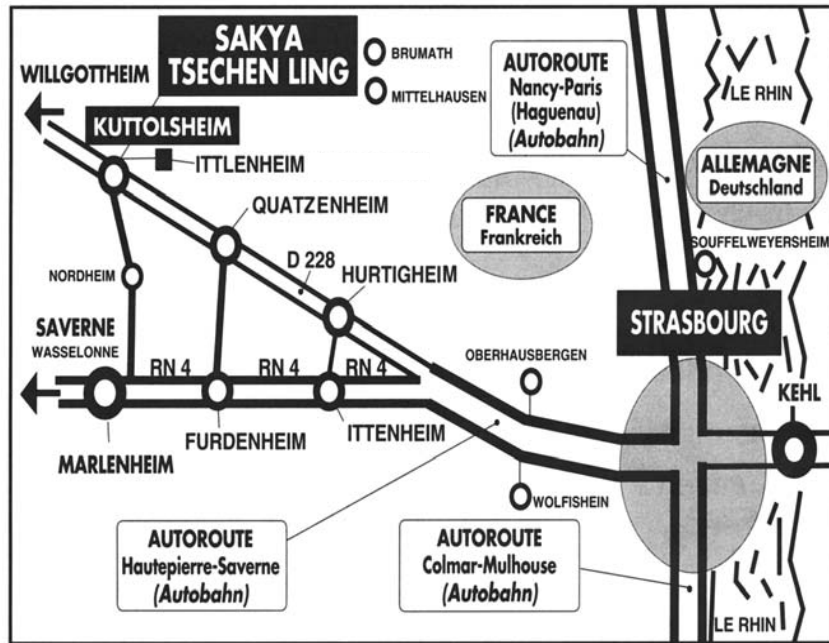 SAKYA
TSECHEN LING
BRUMATH
MITTELHAUSEN
WILLGOTTHEIM
AUTOROUTE
Nancy-Paris
(Haguenau)
(Autobahn)
LE RHIN
KUTTOLSHEIM
ITTLENHEIM
ALLEMAGNE
Deutschland
QUATZENHEIM
FRANCE
Frankreich
SOUFFELWEYERSHEIM
D 228
HURTIGHEIM
NORDHEIM
STRASBOURG
SAVERNE
WASSELONNE
RN 4
RN 4
RN 4
OBERHAUSBERGEN
KEHL
FURDENHEIM
ITTENHEIM
MARLENHEIM
WOLFISHEIN
AUTOROUTE
Hautepierre-Saverne
(Autobahn)
AUTOROUTE
Colmar-Mulhouse
(Autobahn)
LE RHIN